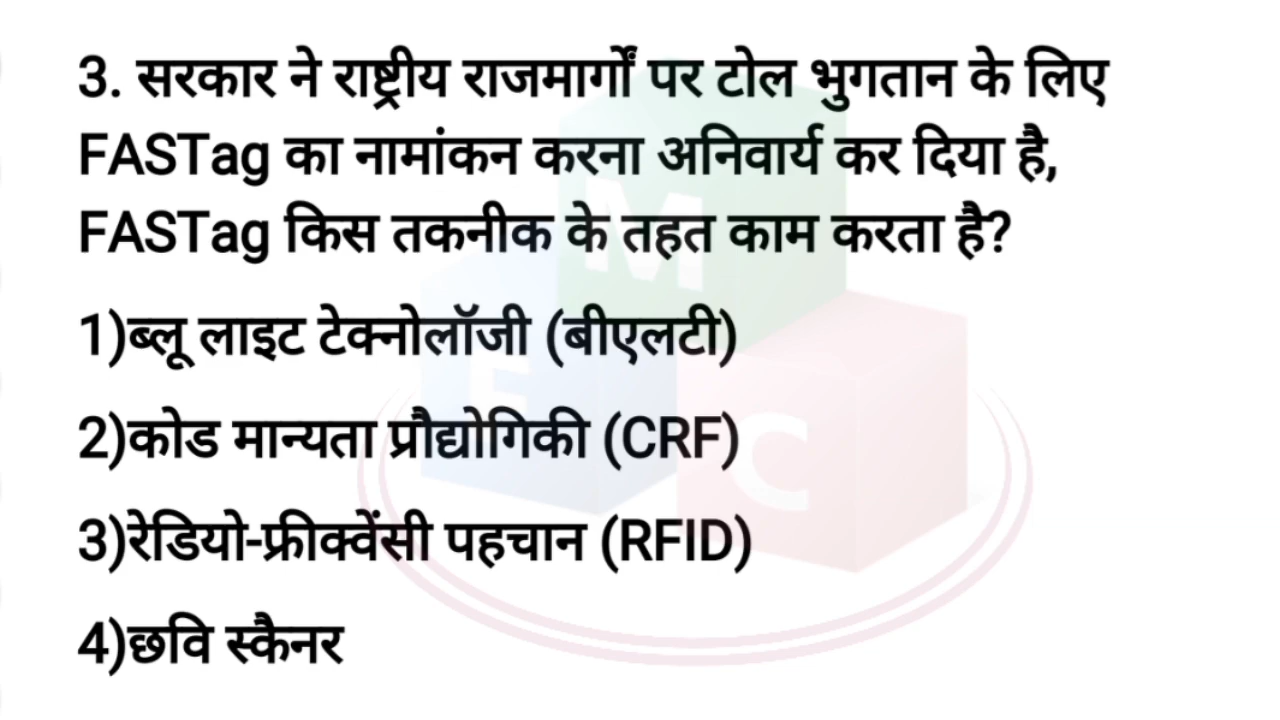 3. सरकार ने राष्ट्रीय राजमार्गों पर टोल भुगतान के लिए
FASTag का नामांकन करना अनिवार्य कर दिया है,
FASTag किस तकनीक के तहत काम करता है?
1)ब्लू लाइट टेक्नोलॉजी (बीएलटी)
2)कोड मान्यता प्रौद्योगिकी (CRF)
3)रेडियो-फ्रीक्वेंसी पहचान (RFID)
4)छवि स्कैनर
M
E
C